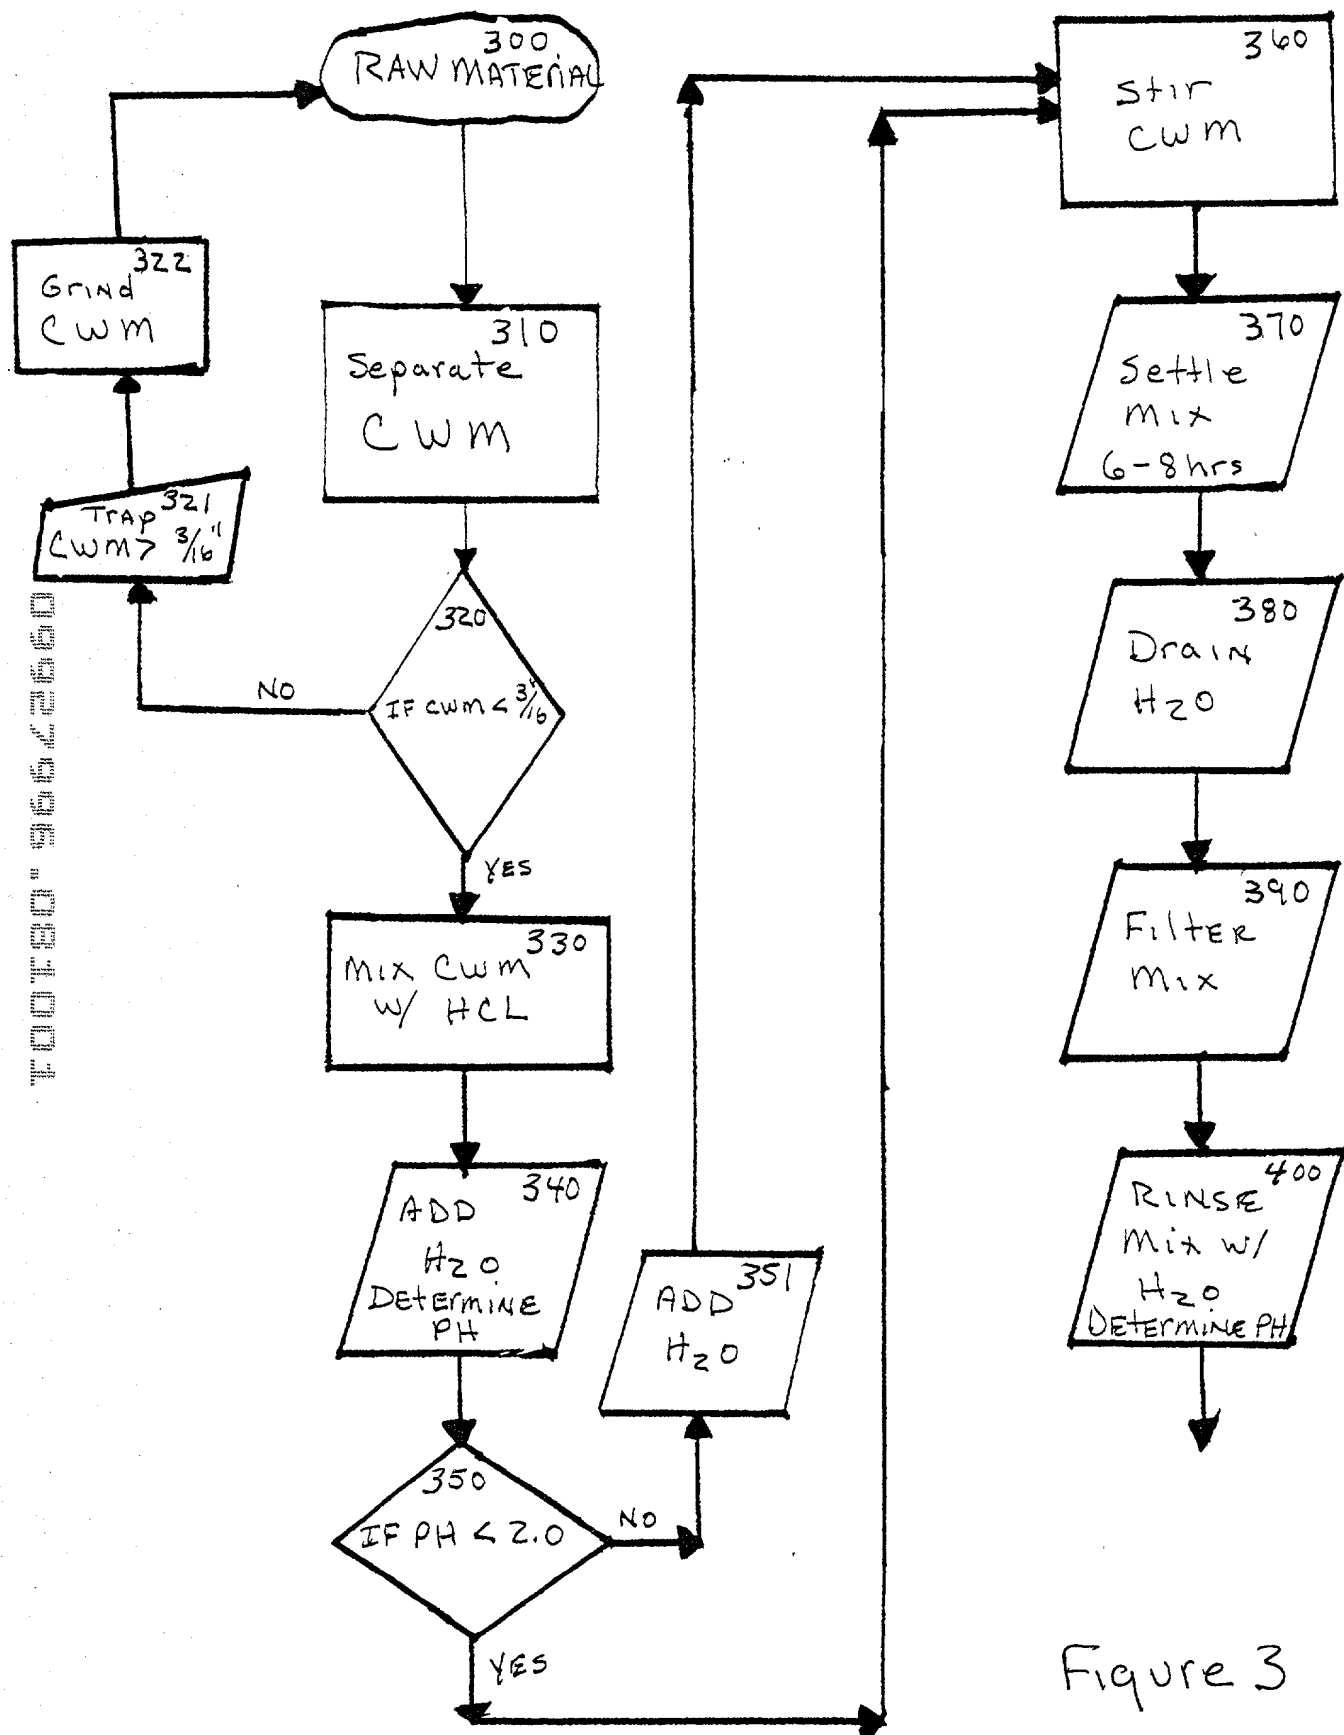 300
RAW MATERIAL
322
Grind
CWM
321
TRAP
CWM > 3/16"
310
Separate
CWM
320
IF CWM < 3/16"
NO
YES
330
MIX CWM
W/ HCL
340
ADD
H2O
DETERMINE
PH
350
IF PH < 2.0
NO
YES
351
ADD
H2O
360
Stir
CWM
370
Settle
MIX
6-8 hrs
380
Drain
H2O
390
FILTER
MIX
400
RINSE
MIX W/
H2O
DETERMINE PH
Figure 3